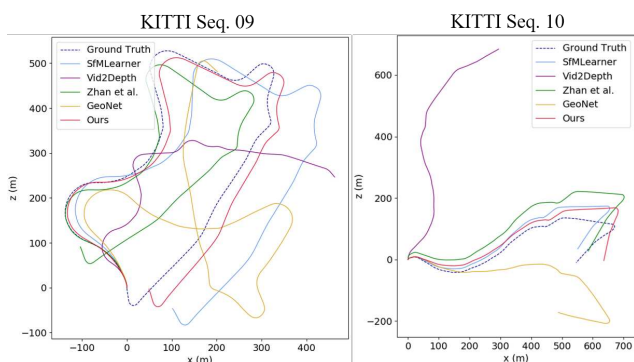 KITTI Seq. 09
500
400
300
200
100
0
−100
z (m)
−100
0
100
200
300
400
x (m)
Ground Truth
SfMLearner
Vid2Depth
Zhan et al.
GeoNet
Ours
KITTI Seq. 10
600
400
200
0
−200
z (m)
0
100
200
300
400
500
600
700
x (m)
Ground Truth
SfMLearner
Vid2Depth
Zhan et al.
GeoNet
Ours